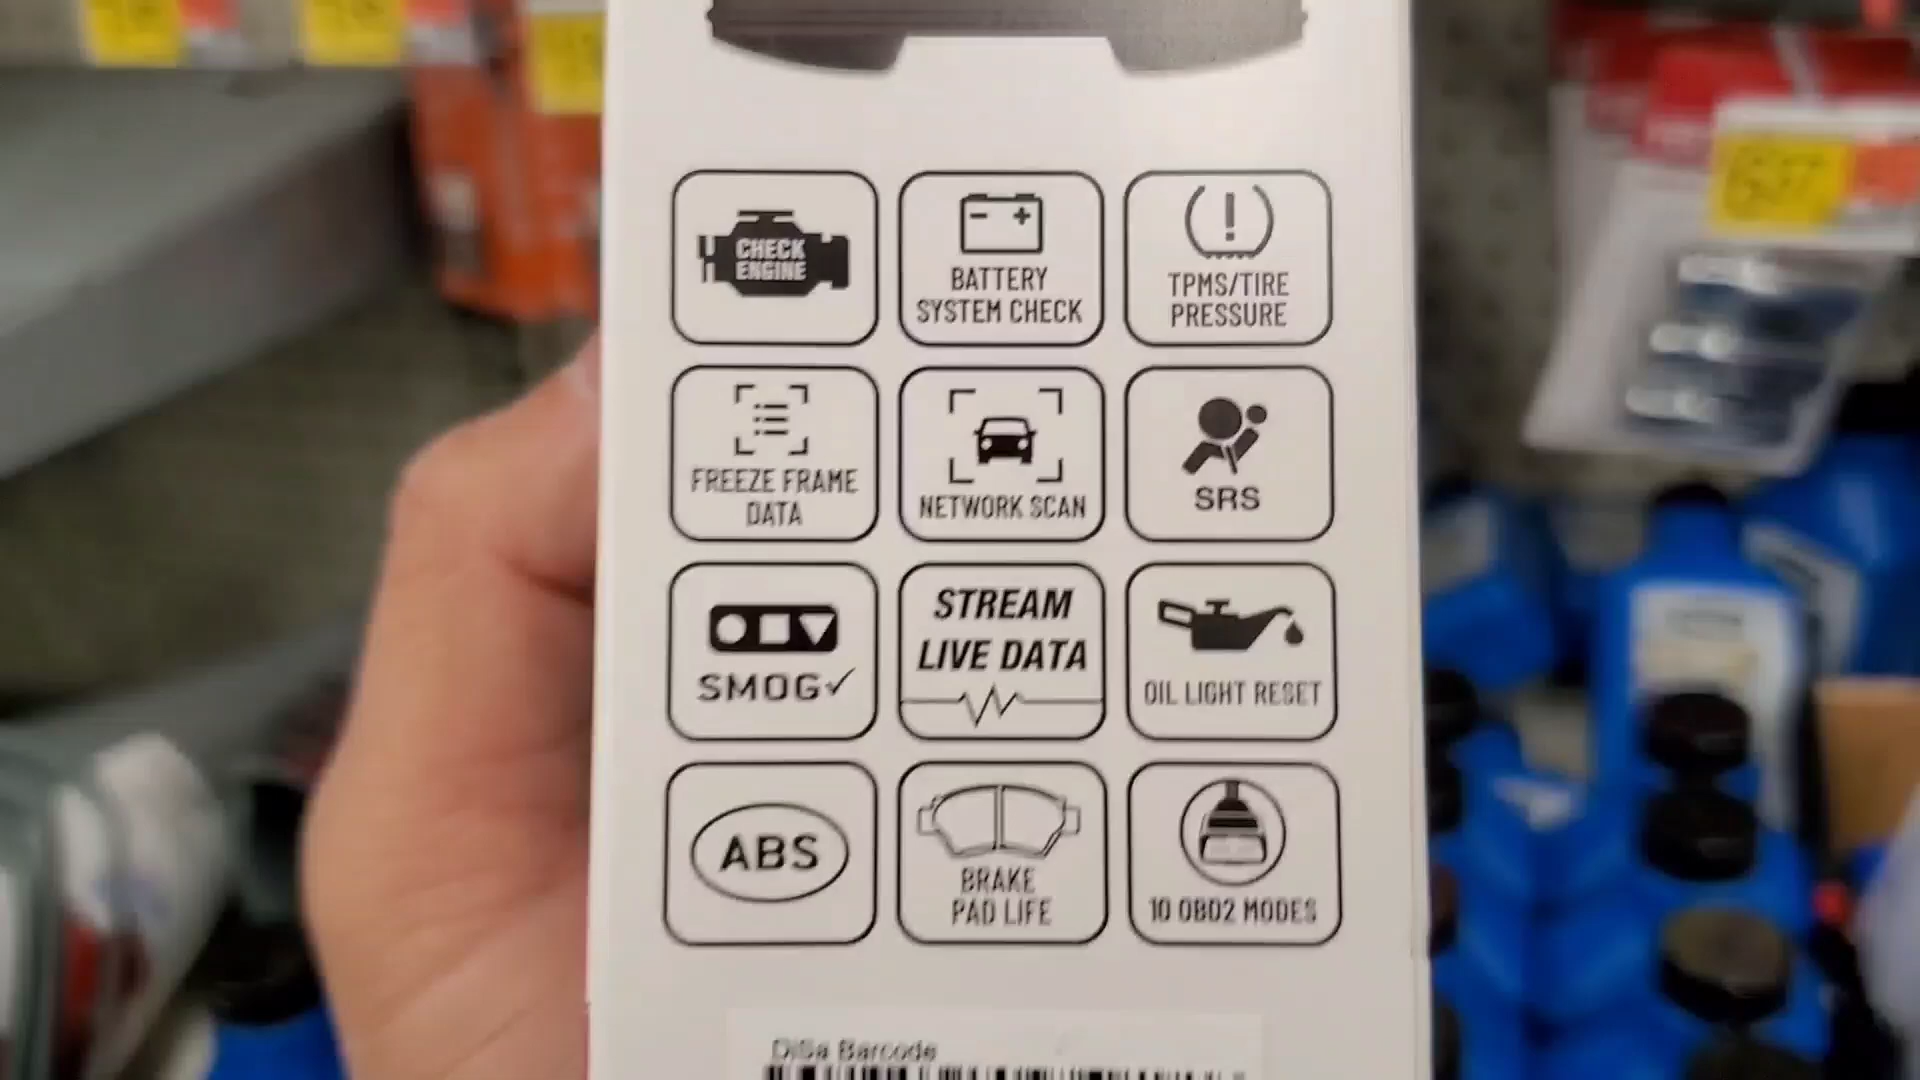 CHECK
ENGINE
BATTERY
SYSTEM CHECK
TPMS/TIRE
PRESSURE
FREEZE FRAME
DATA
NETWORK SCAN
SRS
SMOG✓
STREAM
LIVE DATA
OIL LIGHT RESET
ABS
BRAKE
PAD LIFE
10 OBD2 MODES
DiSa Barcode